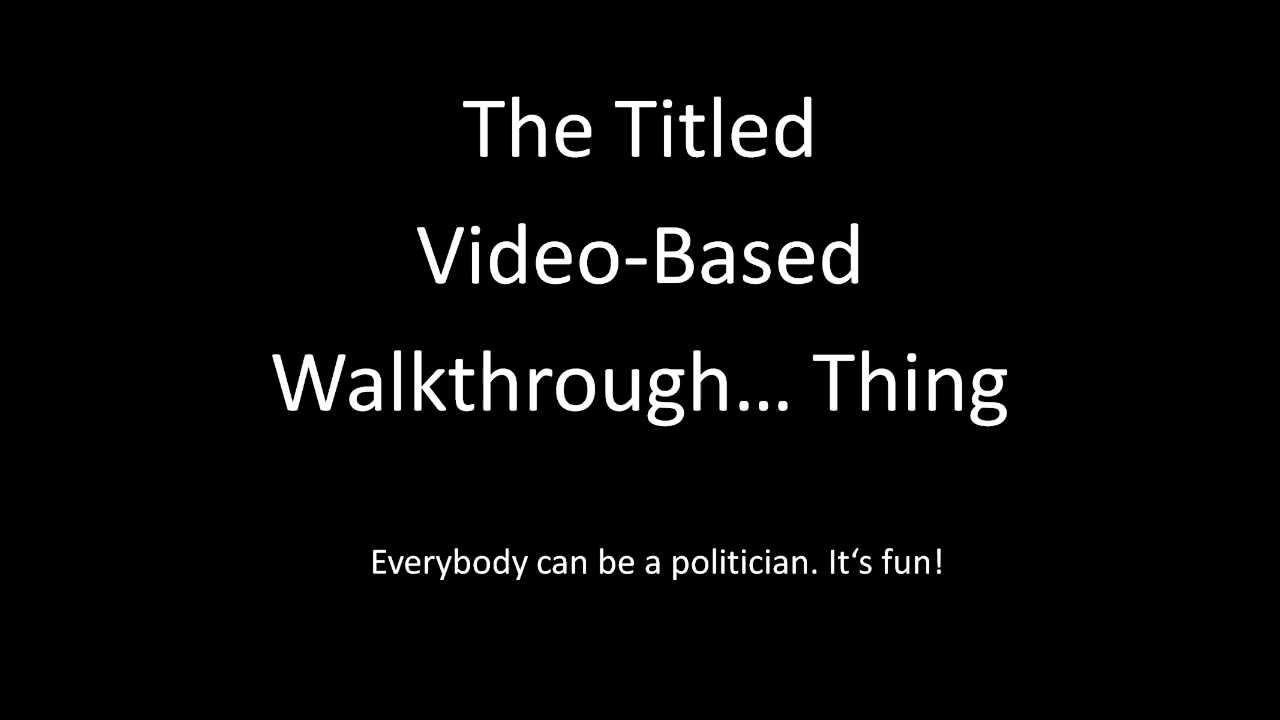 The Titled
Video-Based
Walkthrough... Thing
Everybody can be a politician. It‘s fun!